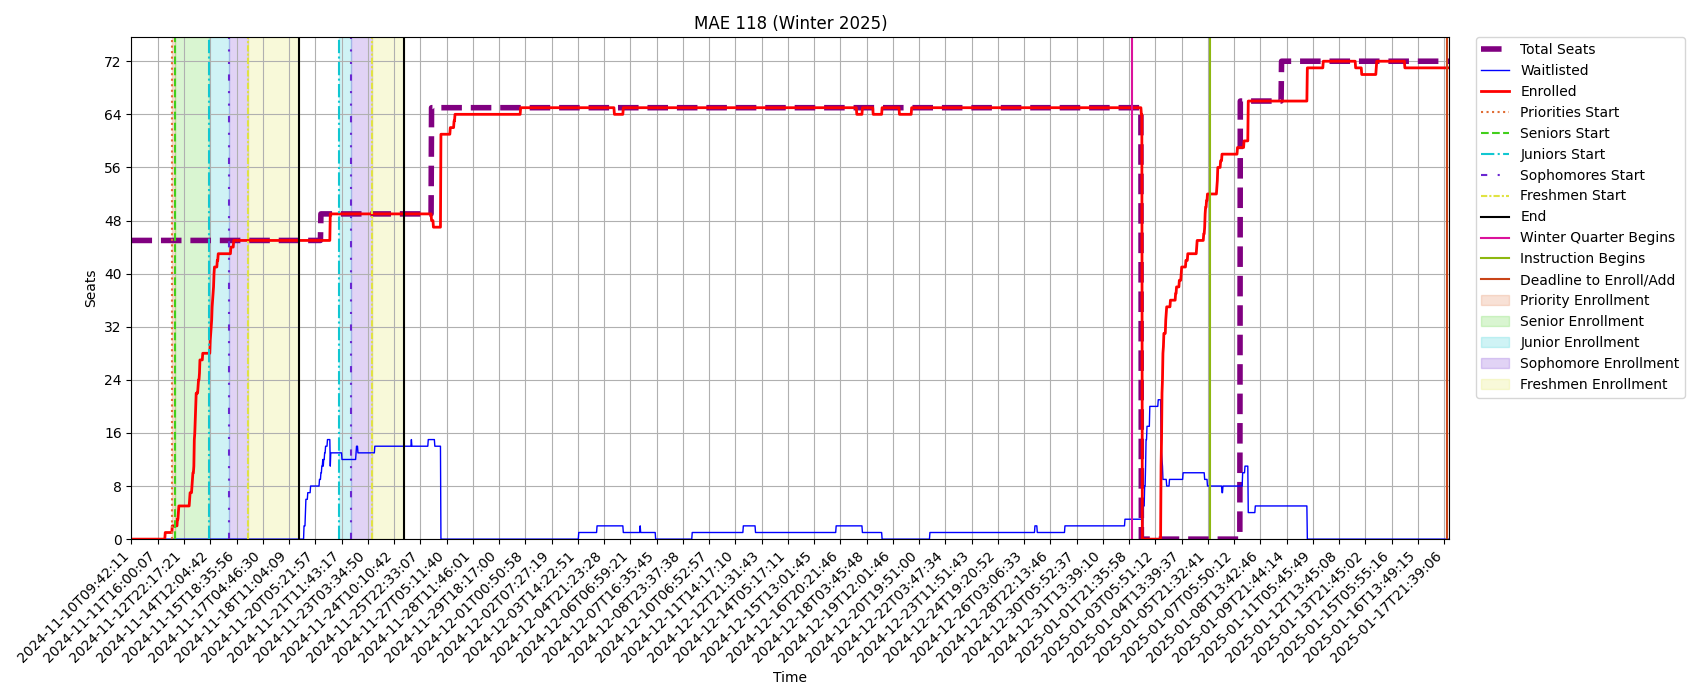 MAE 118 (Winter 2025)
Seats
72
64
56
48
40
32
24
16
8
0
2024-11-10T09:42:11
2024-11-11T16:00:07
2024-11-12T22:17:21
2024-11-14T12:04:42
2024-11-15T18:35:56
2024-11-17T04:46:30
2024-11-18T11:04:09
2024-11-20T05:21:57
2024-11-21T11:43:17
2024-11-23T03:34:50
2024-11-24T10:10:42
2024-11-25T22:33:07
2024-11-28T11:46:01
2024-11-29T18:17:00
2024-12-01T00:50:58
2024-12-02T07:27:19
2024-12-03T14:22:51
2024-12-04T21:23:28
2024-12-06T06:59:21
2024-12-07T16:35:45
2024-12-08T23:37:38
2024-12-10T06:52:57
2024-12-11T14:17:10
2024-12-12T21:31:43
2024-12-14T05:17:11
2024-12-15T13:01:45
2024-12-16T20:21:46
2024-12-18T03:45:48
2024-12-19T12:01:46
2024-12-20T19:51:00
2024-12-22T03:47:34
2024-12-23T11:51:43
2024-12-24T19:20:52
2024-12-26T03:06:33
2024-12-28T22:13:46
2024-12-30T05:52:37
2024-12-31T13:39:10
2025-01-01T21:35:58
2025-01-03T05:51:12
2025-01-04T13:39:37
2025-01-05T21:32:41
2025-01-07T05:50:12
2025-01-08T13:42:46
2025-01-09T21:44:14
2025-01-11T05:45:49
2025-01-12T13:45:08
2025-01-13T21:45:02
2025-01-15T05:55:16
2025-01-16T13:49:15
2025-01-17T21:39:06
Time
Total Seats
Waitlisted
Enrolled
Priorities Start
Seniors Start
Juniors Start
Sophomores Start
Freshmen Start
End
Winter Quarter Begins
Instruction Begins
Deadline to Enroll/Add
Priority Enrollment
Senior Enrollment
Junior Enrollment
Sophomore Enrollment
Freshmen Enrollment